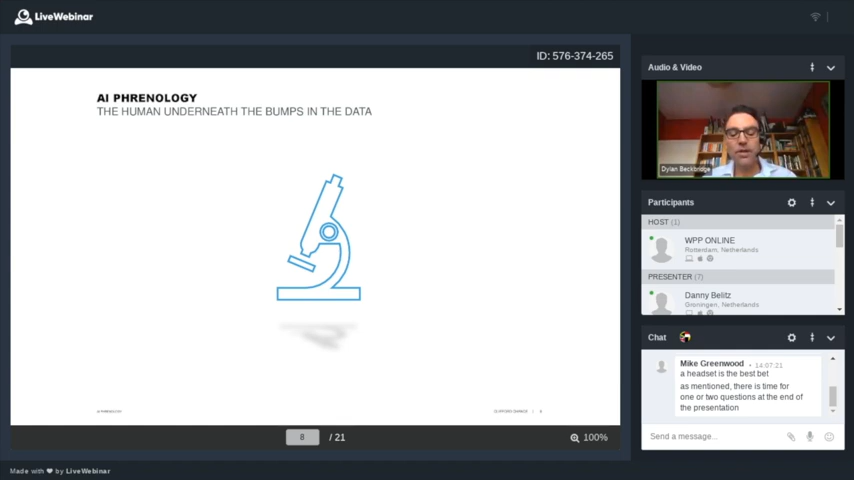 LiveWebinar
ID: 576-374-265
AI PHRENOLOGY
THE HUMAN UNDERNEATH THE BUMPS IN THE DATA
8
8 / 21
100%
Audio & Video
Dylan Beckbridge
Participants
HOST (1)
WPP ONLINE
Rotterdam, Netherlands
PRESENTER (7)
Danny Belitz
Groningen, Netherlands
Chat
Mike Greenwood • 14:07:21
a headset is the best bet
as mentioned, there is time for
one or two questions at the end of
the presentation
Send a message...
Made with ❤ by LiveWebinar